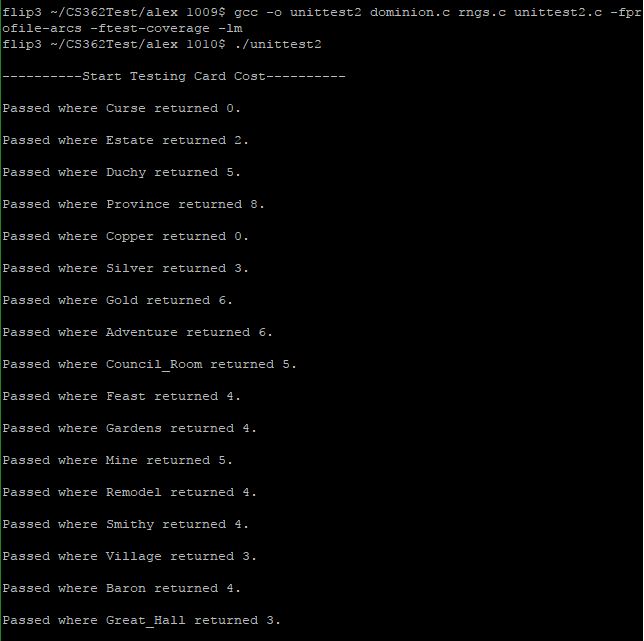 flip3 ~/CS362Test/alex 1009$ gcc -o unittest2 dominion.c rngs.c unittest2.c -fpr
ofile-arcs -ftest-coverage -lm
flip3 ~/CS362Test/alex 1010$ ./unittest2
----------Start Testing Card Cost----------
Passed where Curse returned 0.
Passed where Estate returned 2.
Passed where Duchy returned 5.
Passed where Province returned 8.
Passed where Copper returned 0.
Passed where Silver returned 3.
Passed where Gold returned 6.
Passed where Adventure returned 6.
Passed where Council_Room returned 5.
Passed where Feast returned 4.
Passed where Gardens returned 4.
Passed where Mine returned 5.
Passed where Remodel returned 4.
Passed where Smithy returned 4.
Passed where Village returned 3.
Passed where Baron returned 4.
Passed where Great_Hall returned 3.